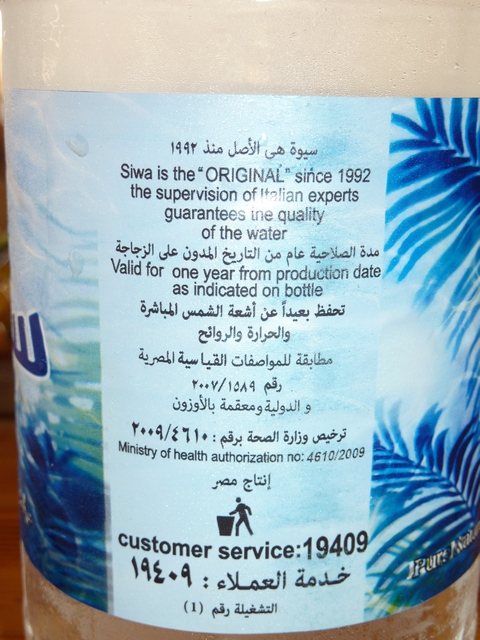 سيوة هى الأصل منذ ١٩٩٢
Siwa is the "ORIGINAL" since 1992
the supervision of Italian experts
guarantees the quality
of the water
مدة الصلاحية عام من التاريخ المدون على الزجاجة
Valid for one year from production date
as indicated on bottle
تحفظ بعيداً عن أشعة الشمس المباشرة
والحرارة والروائح
مطابقة للمواصفات القياسية المصرية
رقم ٢٠٠٧/١٥٨٩
و الدولية ومعقمة بالأوزون
ترخيص وزارة الصحة برقم : ٢٠٠٩/٤٦١٠
Ministry of health authorization no: 4610/2009
إنتاج مصر
customer service:19409
خدمة العملاء : ١٩٤٠٩
التشغيلة رقم (١)
Pure Natu